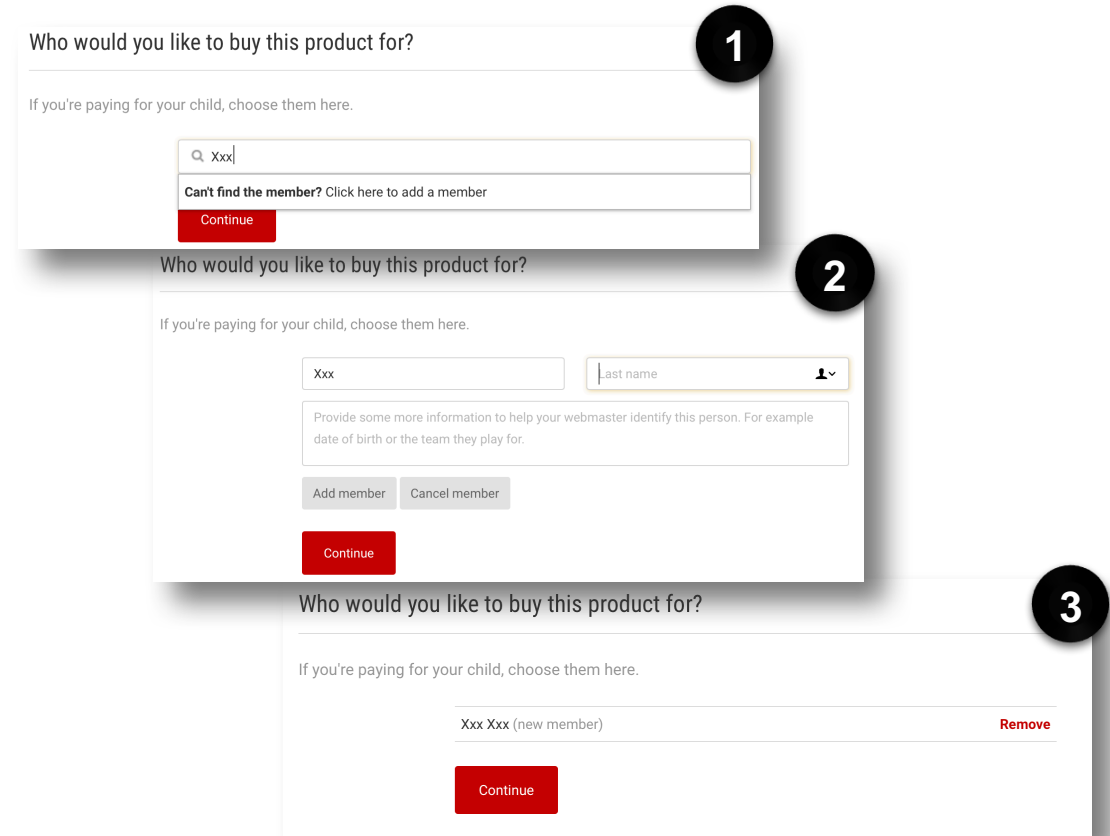 1
Who would you like to buy this product for?
If you're paying for your child, choose them here.
Xxx
Can't find the member? Click here to add a member
Continue
2
Who would you like to buy this product for?
If you're paying for your child, choose them here.
Xxx Last name
Provide some more information to help your webmaster identify this person. For example
date of birth or the team they play for.
Add member Cancel member
Continue
3
Who would you like to buy this product for?
If you're paying for your child, choose them here.
Xxx Xxx (new member) Remove
Continue